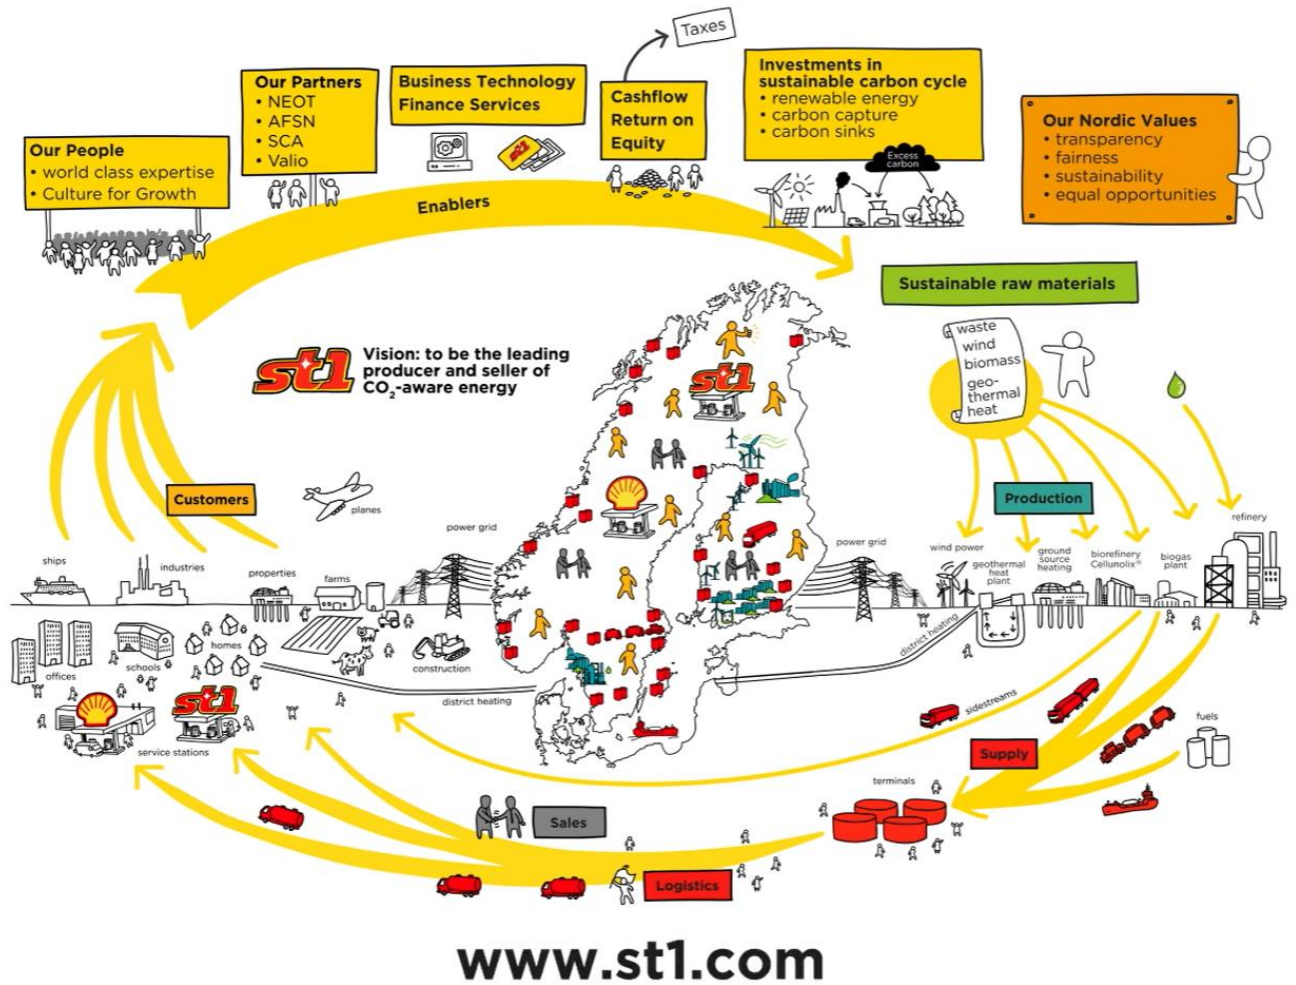 Taxes
Our People
• world class expertise
• Culture for Growth
Our Partners
• NEOT
• AFSN
• SCA
• Valio
Business Technology
Finance Services
st1
Cashflow
Return on
Equity
Investments in
sustainable carbon cycle
• renewable energy
• carbon capture
• carbon sinks
Excess
carbon
Our Nordic Values
• transparency
• fairness
• sustainability
• equal opportunities
Enablers
Sustainable raw materials
waste
wind
biomass
geo-
thermal
heat
st1
Vision: to be the leading
producer and seller of
CO₂-aware energy
st1
Customers
planes
power grid
Production
refinery
power grid
wind power
geothermal
heat
plant
ground
source
heating
biorefinery
Cellunolix®
biogas
plant
ships
industries
properties
farms
homes
schools
offices
construction
district heating
district heating
st1
service stations
sidestreams
Supply
fuels
terminals
Sales
Logistics
www.st1.com